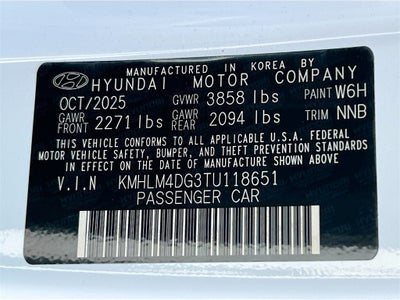 MANUFACTURED IN KOREA BY
HYUNDAI MOTOR COMPANY
OCT/2025 GVWR 3858 lbs PAINT W6H
GAWR FRONT 2271 lbs GAWR REAR 2094 lbs TRIM NNB
THIS VEHICLE CONFORMS TO ALL APPLICABLE U.S.A FEDERAL
MOTOR VEHICLE SAFETY, BUMPER, AND THEFT PREVENTION STANDARDS
IN EFFECT ON THE DATE OF MANUFACTURE SHOWN ABOVE.
V.I.N KMHLM4DG3TU118651
PASSENGER CAR